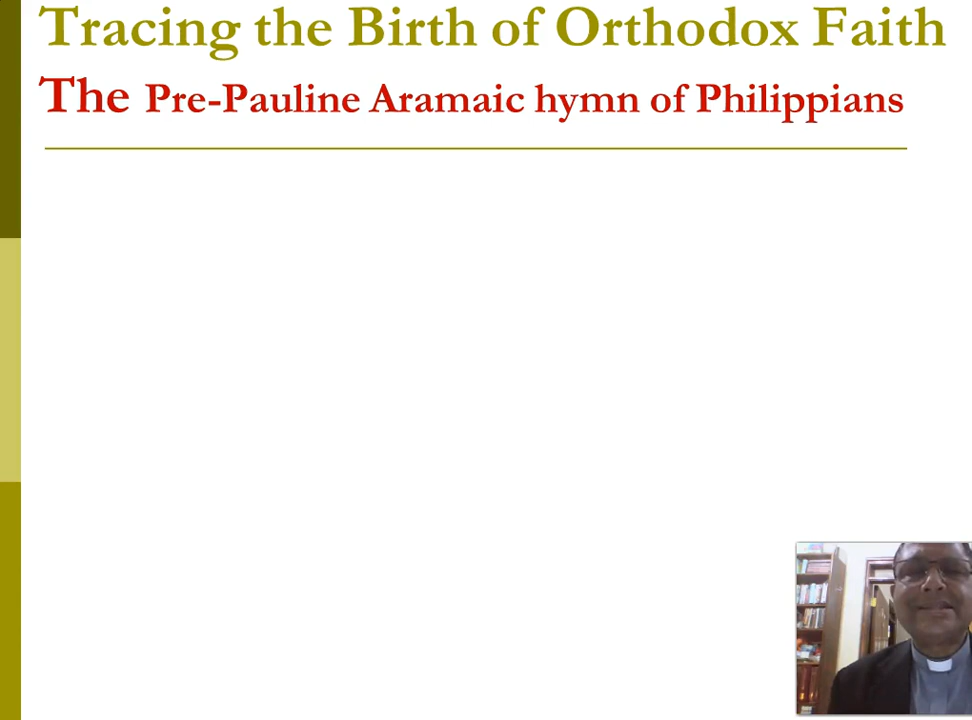 Tracing the Birth of Orthodox Faith
The Pre-Pauline Aramaic hymn of Philippians